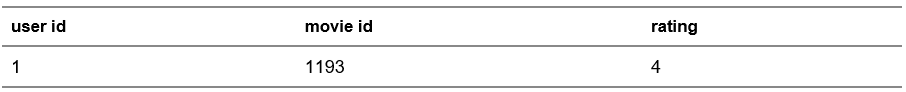 user id movie id rating
1 1193 4